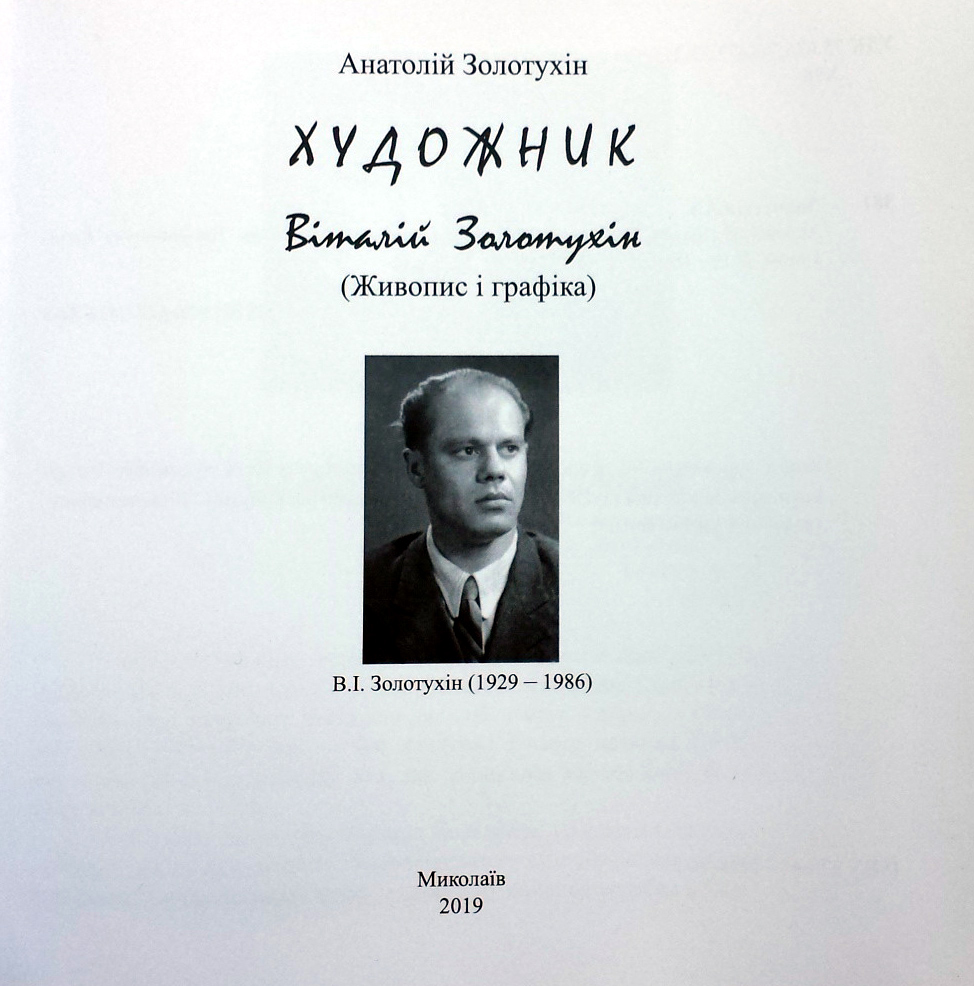 Анатолій Золотухін
ХУДОЖНИК
Віталій Золотухін
(Живопис і графіка)
В.І. Золотухін (1929 – 1986)
Миколаїв
2019